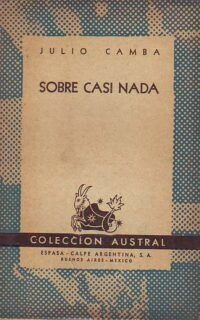 JULIO CAMBA
SOBRE CASI NADA
COLECCION AUSTRAL
ESPASA - CALPE ARGENTINA, S. A.
BUENOS AIRES - MEXICO